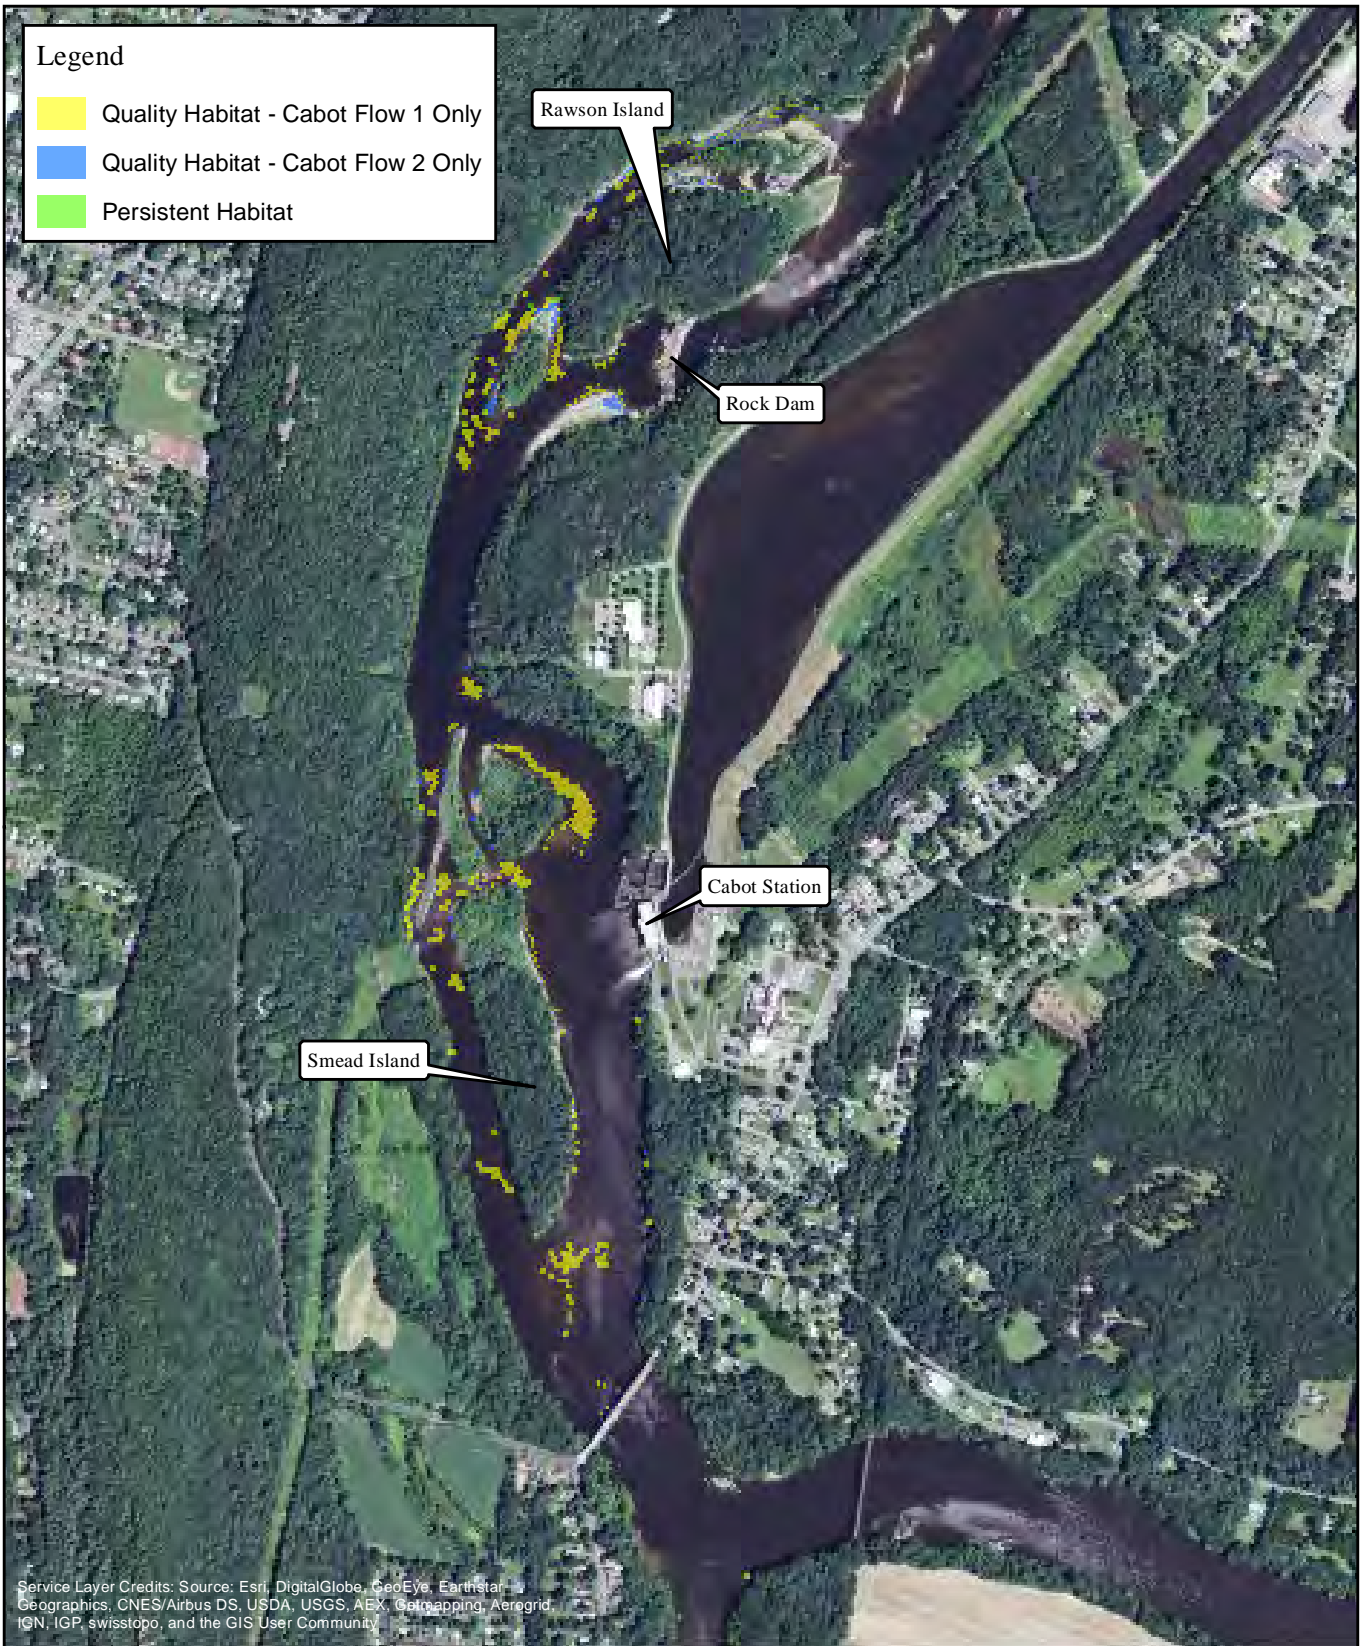 Legend
Quality Habitat - Cabot Flow 1 Only
Quality Habitat - Cabot Flow 2 Only
Persistent Habitat
Rawson Island
Rock Dam
Cabot Station
Smead Island
Service Layer Credits: Source: Esri, DigitalGlobe, GeoEye, Earthstar
Geographics, CNES/Airbus DS, USDA, USGS, AEX, Getmapping, Aerogrid,
IGN, IGP, swisstopo, and the GIS User Community